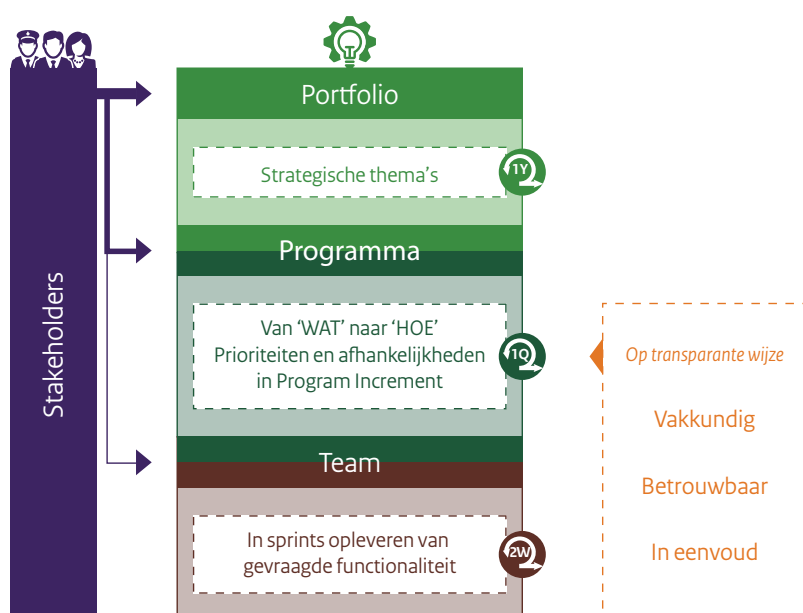 Stakeholders
Portfolio
Strategische thema's
1Y
Programma
Van ‘WAT’ naar ‘HOE’
Prioriteiten en afhankelijkheden
in Program Increment
1Q
Team
In sprints opleveren van
gevraagde functionaliteit
2W
Op transparante wijze
Vakkundig
Betrouwbaar
In eenvoud